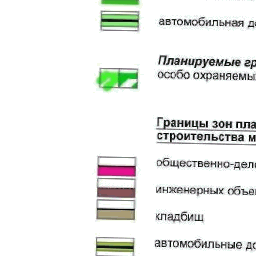 автомобильная д
Планируемые гр
особо охраняемы
Границы зон пла
строительства м
общественно-дел
инженерных объе
кладбищ
автомобильные до